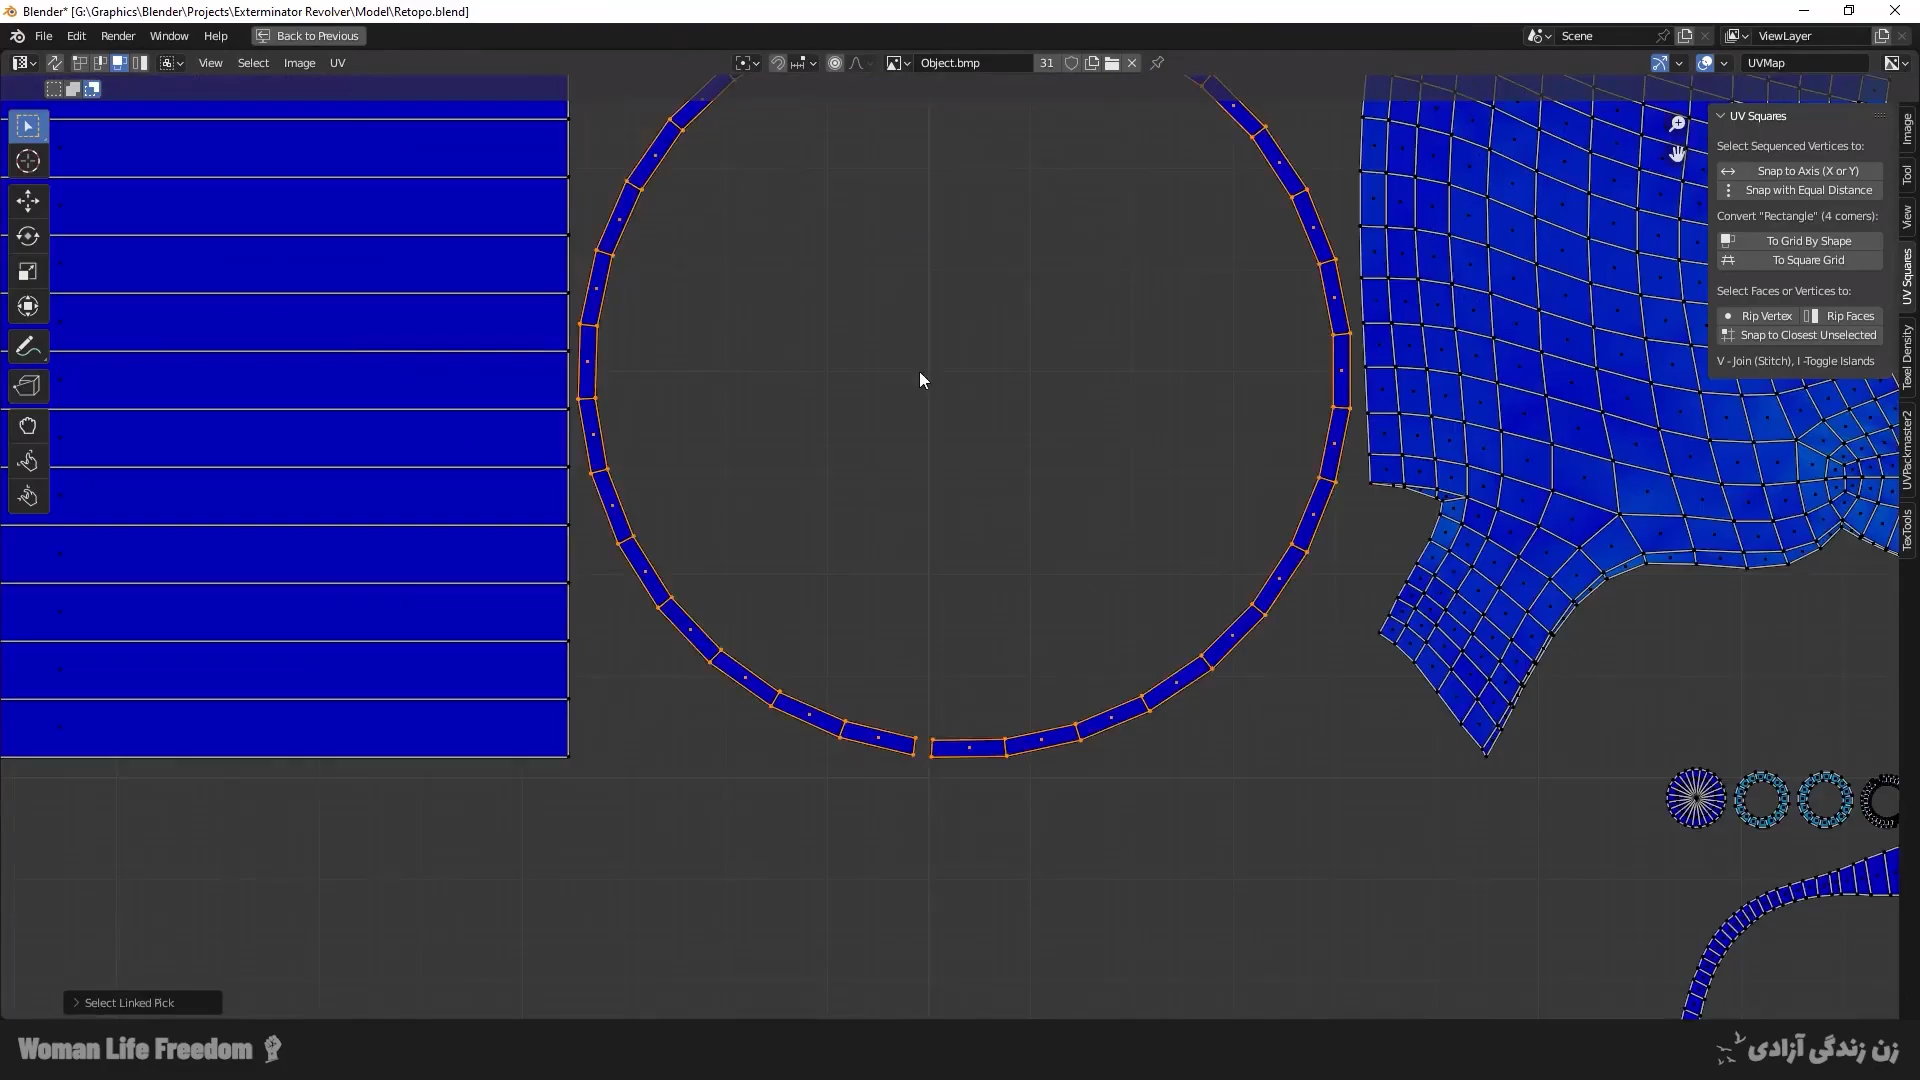 Blender* [G:\Graphics\Blender\Projects\Exterminator Revolver\Model\Retopo.blend]
File Edit Render Window Help Back to Previous Scene ViewLayer
View Select Image UV Object.bmp 31 UVMap
UV Squares
Select Sequenced Vertices to:
Snap to Axis (X or Y)
Snap with Equal Distance
Convert "Rectangle" (4 corners):
To Grid By Shape
To Square Grid
Select Faces or Vertices to:
Rip Vertex Rip Faces
Snap to Closest Unselected
V - Join (Stitch), I -Toggle Islands
Image
Tool
View
UV Squares
Texel Density
UVPackmaster2
TexTools
Select Linked Pick
Woman Life Freedom
زن زندگی آزادی